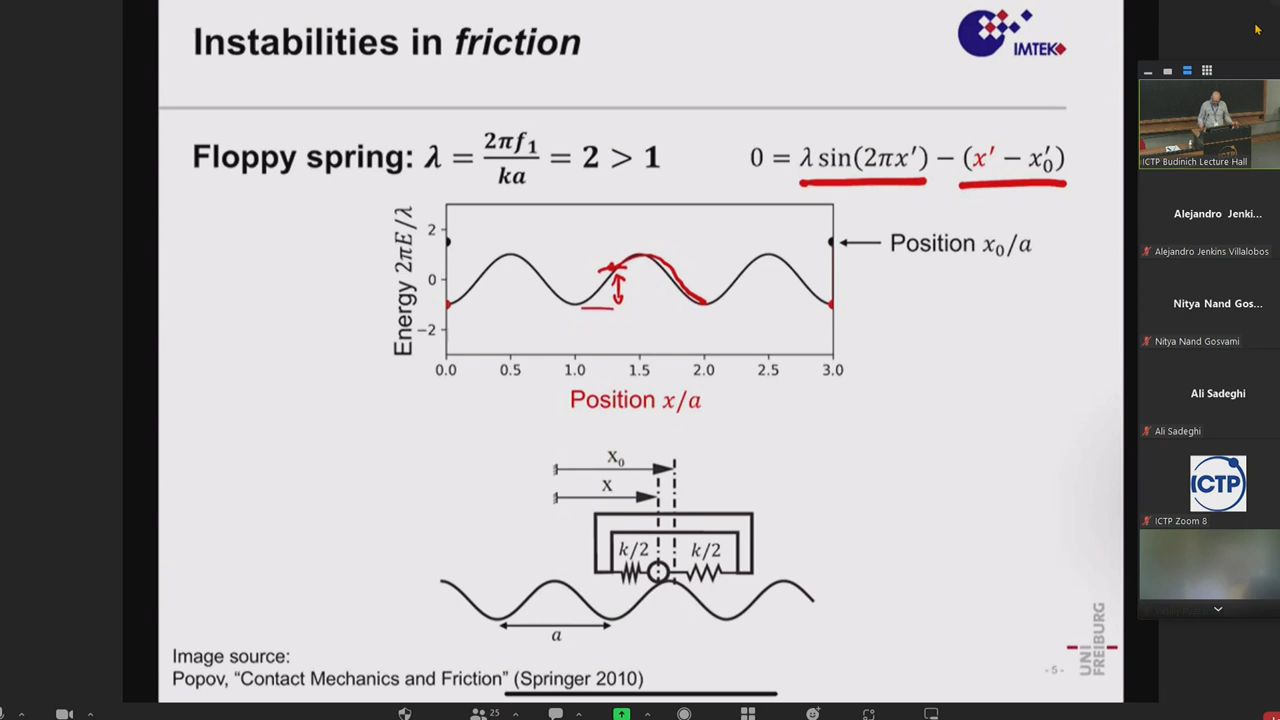 Instabilities in friction
IMTEK
Floppy spring: λ = 2πf₁/ka = 2 > 1
0 = λ sin(2πx′) − (x′ − x′₀)
Energy 2πE/λ
2
0
−2
Position x₀/a
0.0 0.5 1.0 1.5 2.0 2.5 3.0
Position x/a
X₀
X
k/2 k/2
a
Image source:
Popov, “Contact Mechanics and Friction” (Springer 2010)
- 5 -
UNI
FREIBURG
ICTP Budinich Lecture Hall
Alejandro Jenki...
Alejandro Jenkins Villalobos
Nitya Nand Gos...
Nitya Nand Gosvami
Ali Sadeghi
Ali Sadeghi
ICTP
ICTP Zoom 8
25